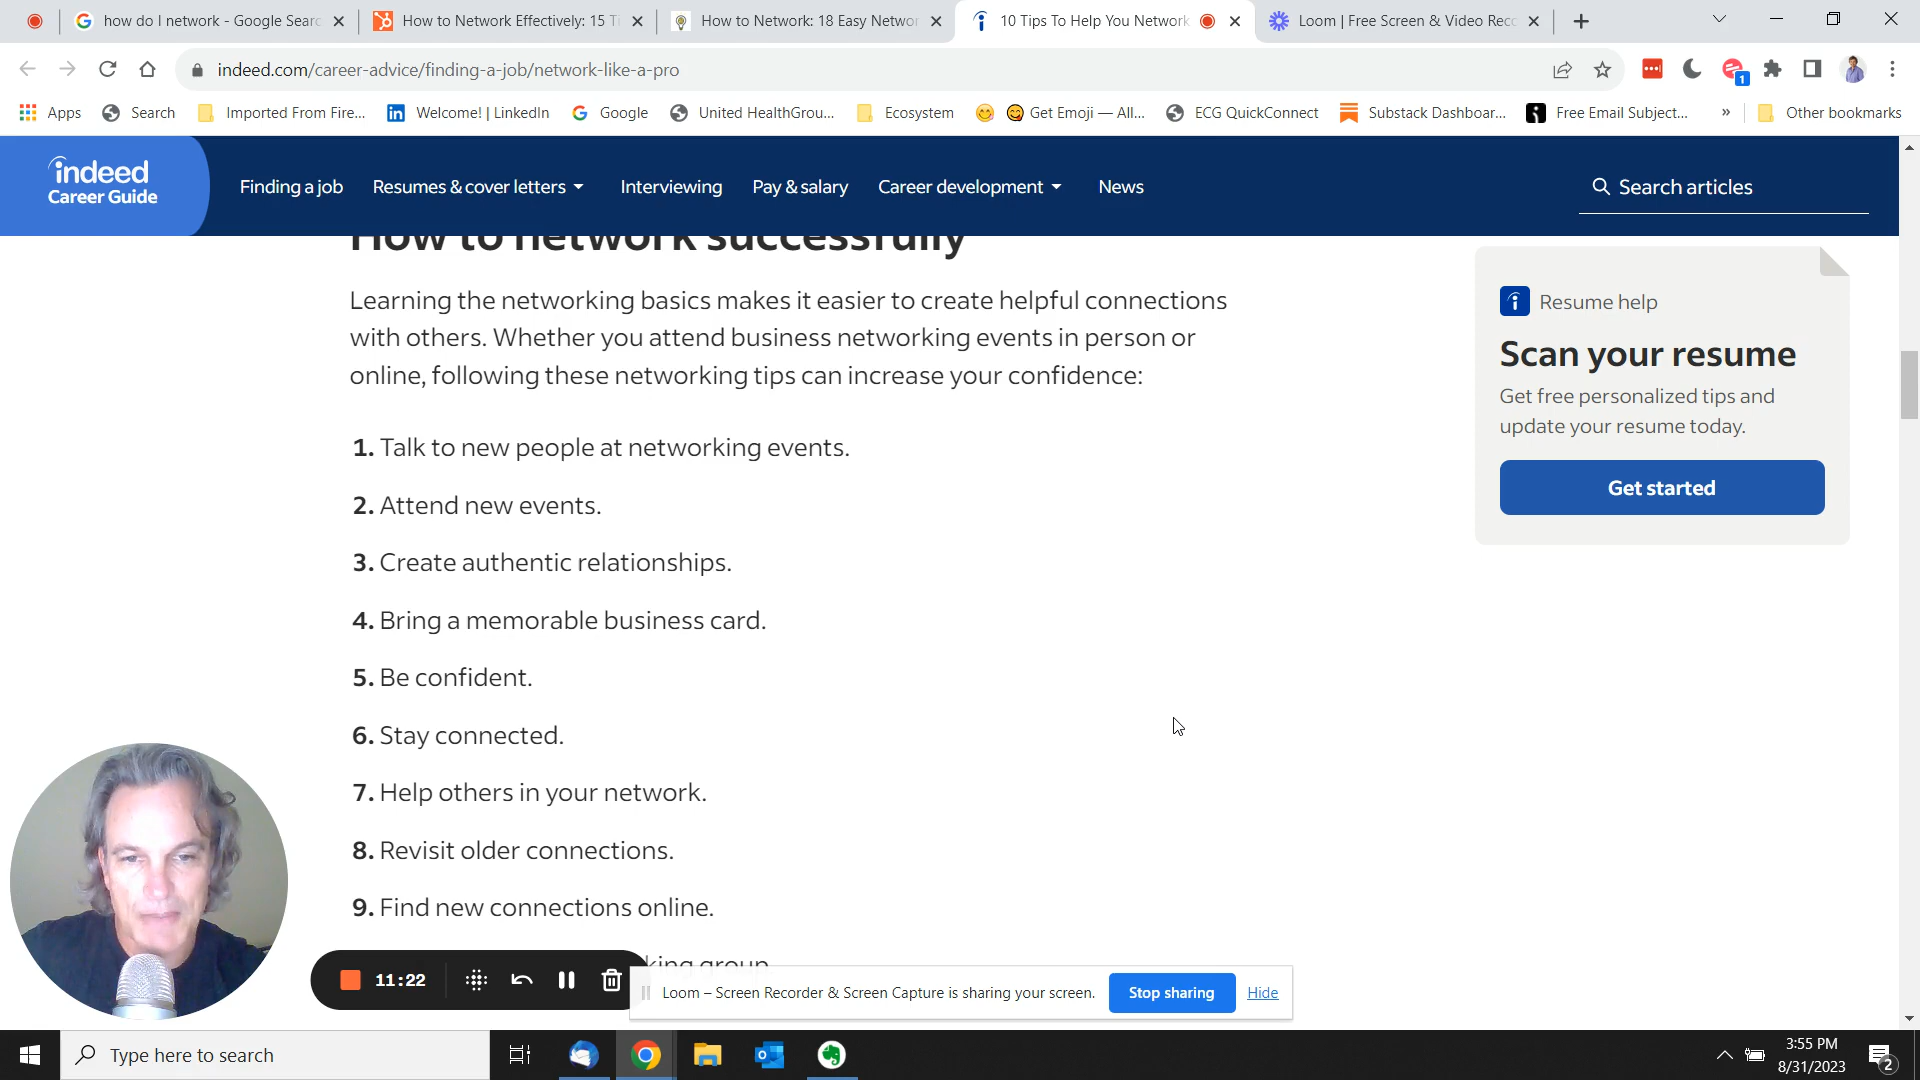 how do I network - Google Searc
How to Network Effectively: 15 Ti
How to Network: 18 Easy Networ
10 Tips To Help You Network
Loom | Free Screen & Video Rec
indeed.com/career-advice/finding-a-job/network-like-a-pro
1
Apps
Search
Imported From Fire...
Welcome! | LinkedIn
Google
United HealthGrou...
Ecosystem
Get Emoji — All...
ECG QuickConnect
Substack Dashboar...
Free Email Subject...
»
Other bookmarks
indeed
Career Guide
Finding a job
Resumes & cover letters
Interviewing
Pay & salary
Career development
News
Search articles
How to network successfully
Learning the networking basics makes it easier to create helpful connections
with others. Whether you attend business networking events in person or
online, following these networking tips can increase your confidence:
1. Talk to new people at networking events.
2. Attend new events.
3. Create authentic relationships.
4. Bring a memorable business card.
5. Be confident.
6. Stay connected.
7. Help others in your network.
8. Revisit older connections.
9. Find new connections online.
king group.
Resume help
Scan your resume
Get free personalized tips and
update your resume today.
Get started
11:22
Loom – Screen Recorder & Screen Capture is sharing your screen.
Stop sharing
Hide
Type here to search
3:55 PM
8/31/2023
2